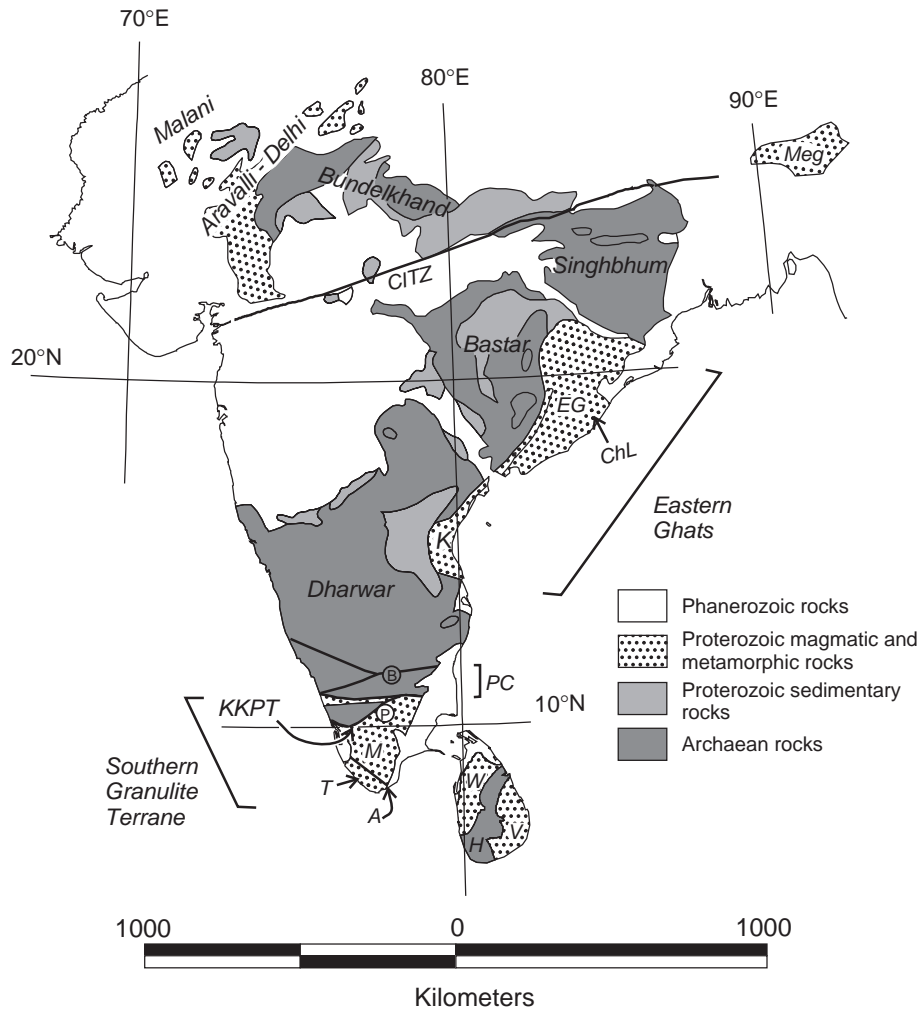 70°E
80°E
90°E
Malani
Aravalli - Delhi
Bundelkhand
Meg
CITZ
Singhbhum
20°N
Bastar
EG
ChL
Eastern
Ghats
K
Dharwar
Phanerozoic rocks
Proterozoic magmatic and
metamorphic rocks
Proterozoic sedimentary
rocks
Archaean rocks
B
PC
KKPT
P
10°N
M
Southern
Granulite
Terrane
T
A
W
V
H
1000 0 1000
Kilometers